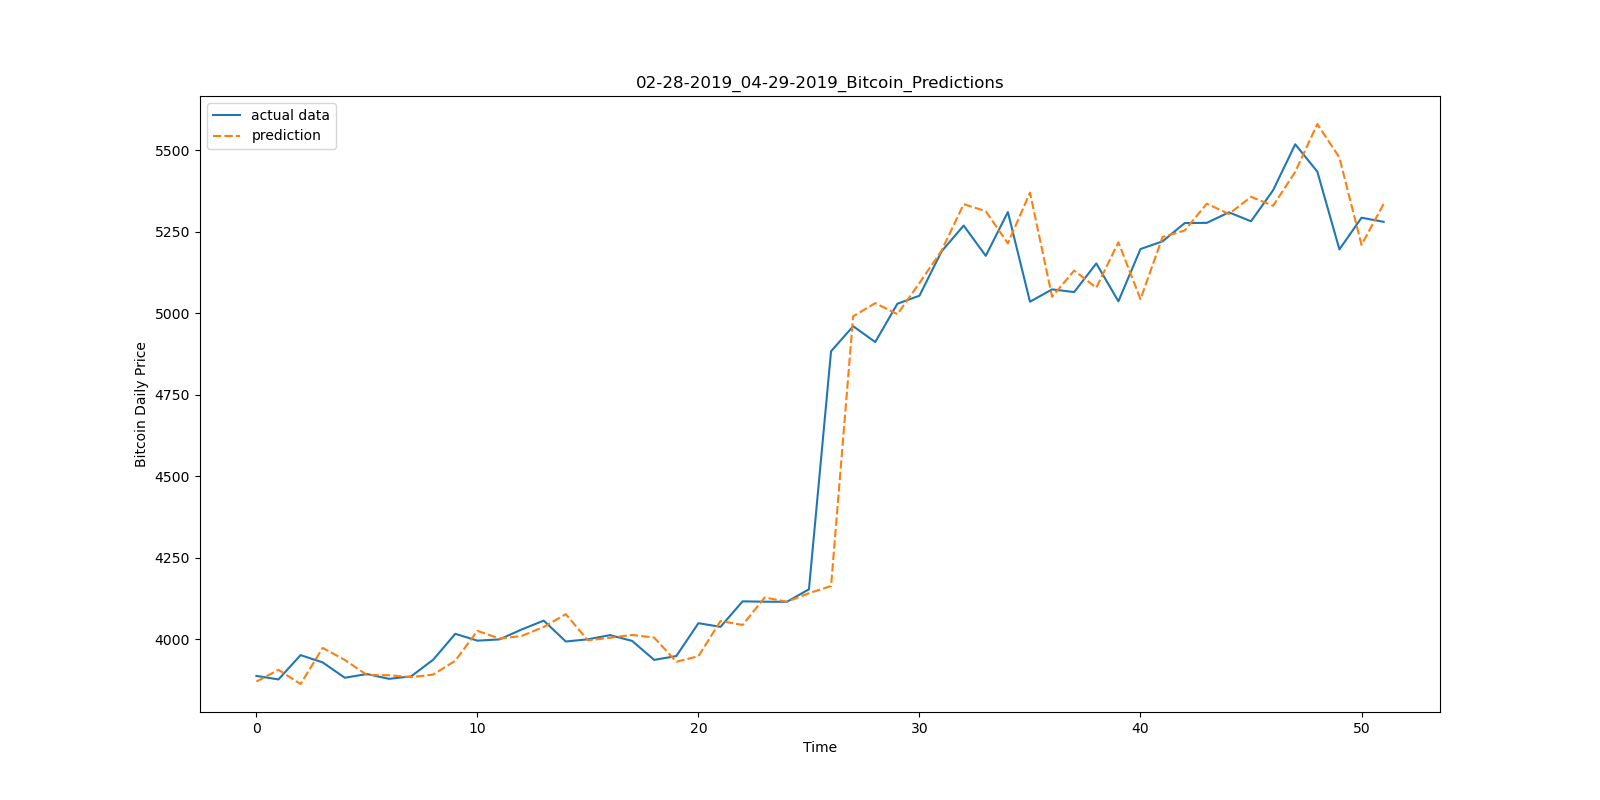 02-28-2019_04-29-2019_Bitcoin_Predictions
actual data
prediction
5500
5250
5000
4750
4500
4250
4000
Bitcoin Daily Price
0 10 20 30 40 50
Time